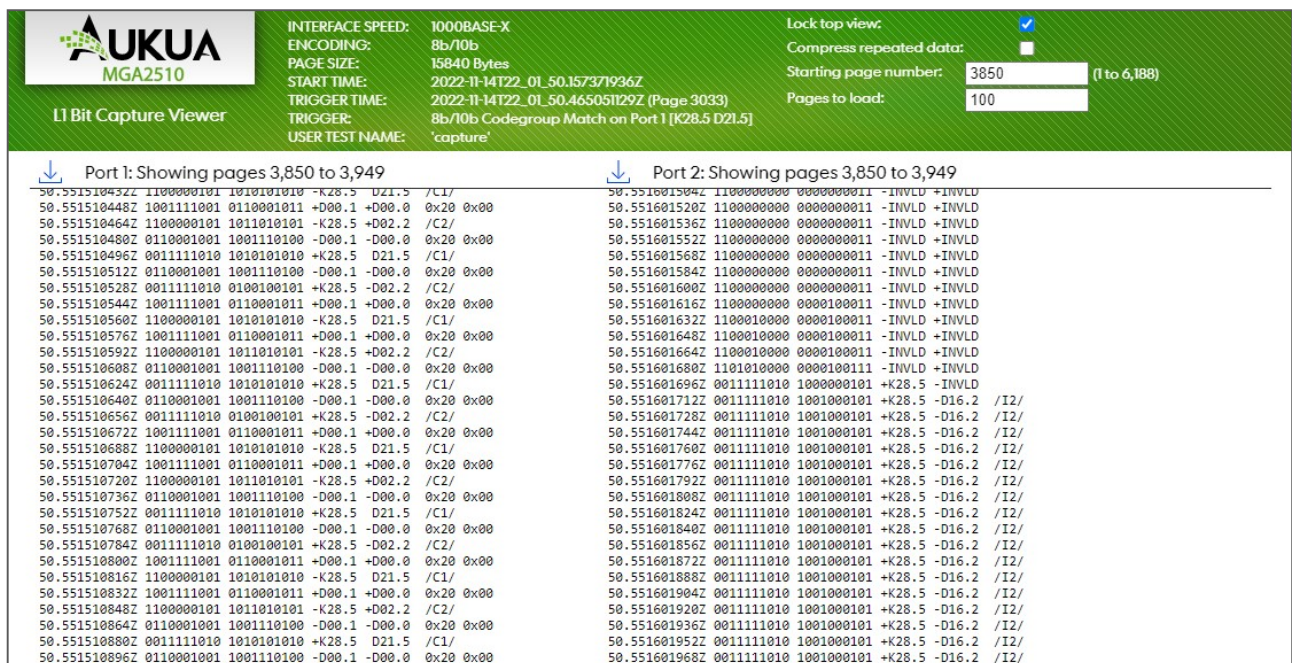 AUKUA
MGA2510
L1 Bit Capture Viewer
INTERFACE SPEED: 1000BASE-X
ENCODING: 8b/10b
PAGE SIZE: 15840 Bytes
START TIME: 2022-11-14T22_01_50.157371936Z
TRIGGER TIME: 2022-11-14T22_01_50.465051129Z (Page 3033)
TRIGGER: 8b/10b Codegroup Match on Port 1 [K28.5 D21.5]
USER TEST NAME: 'capture'
Lock top view:
Compress repeated data:
Starting page number: 3850 (1 to 6,188)
Pages to load: 100
Port 1: Showing pages 3,850 to 3,949
50.551510432Z 1100000101 1010101010 -K28.5 D21.5 /C1/
50.551510448Z 1001111001 0110001011 +D00.1 +D00.0 0x20 0x00
50.551510464Z 1100000101 1011010101 -K28.5 +D02.2 /C2/
50.551510480Z 0110001001 1001110100 -D00.1 -D00.0 0x20 0x00
50.551510496Z 0011111010 1010101010 +K28.5 D21.5 /C1/
50.551510512Z 0110001001 1001110100 -D00.1 -D00.0 0x20 0x00
50.551510528Z 0011111010 0100100101 +K28.5 -D02.2 /C2/
50.551510544Z 1001111001 0110001011 +D00.1 +D00.0 0x20 0x00
50.551510560Z 1100000101 1010101010 -K28.5 D21.5 /C1/
50.551510576Z 1001111001 0110001011 +D00.1 +D00.0 0x20 0x00
50.551510592Z 1100000101 1011010101 -K28.5 +D02.2 /C2/
50.551510608Z 0110001001 1001110100 -D00.1 -D00.0 0x20 0x00
50.551510624Z 0011111010 1010101010 +K28.5 D21.5 /C1/
50.551510640Z 0110001001 1001110100 -D00.1 -D00.0 0x20 0x00
50.551510656Z 0011111010 0100100101 +K28.5 -D02.2 /C2/
50.551510672Z 1001111001 0110001011 +D00.1 +D00.0 0x20 0x00
50.551510688Z 1100000101 1010101010 -K28.5 D21.5 /C1/
50.551510704Z 1001111001 0110001011 +D00.1 +D00.0 0x20 0x00
50.551510720Z 1100000101 1011010101 -K28.5 +D02.2 /C2/
50.551510736Z 0110001001 1001110100 -D00.1 -D00.0 0x20 0x00
50.551510752Z 0011111010 1010101010 +K28.5 D21.5 /C1/
50.551510768Z 0110001001 1001110100 -D00.1 -D00.0 0x20 0x00
50.551510784Z 0011111010 0100100101 +K28.5 -D02.2 /C2/
50.551510800Z 1001111001 0110001011 +D00.1 +D00.0 0x20 0x00
50.551510816Z 1100000101 1010101010 -K28.5 D21.5 /C1/
50.551510832Z 1001111001 0110001011 +D00.1 +D00.0 0x20 0x00
50.551510848Z 1100000101 1011010101 -K28.5 +D02.2 /C2/
50.551510864Z 0110001001 1001110100 -D00.1 -D00.0 0x20 0x00
50.551510880Z 0011111010 1010101010 +K28.5 D21.5 /C1/
50.551510896Z 0110001001 1001110100 -D00.1 -D00.0 0x20 0x00
Port 2: Showing pages 3,850 to 3,949
50.551601504Z 1100000000 0000000011 -INVLD +INVLD
50.551601520Z 1100000000 0000000011 -INVLD +INVLD
50.551601536Z 1100000000 0000000011 -INVLD +INVLD
50.551601552Z 1100000000 0000000011 -INVLD +INVLD
50.551601568Z 1100000000 0000000011 -INVLD +INVLD
50.551601584Z 1100000000 0000000011 -INVLD +INVLD
50.551601600Z 1100000000 0000000011 -INVLD +INVLD
50.551601616Z 1100000000 0000100011 -INVLD +INVLD
50.551601632Z 1100010000 0000100011 -INVLD +INVLD
50.551601648Z 1100010000 0000100011 -INVLD +INVLD
50.551601664Z 1100010000 0000100011 -INVLD +INVLD
50.551601680Z 1101010000 0000100111 -INVLD +INVLD
50.551601696Z 0011111010 1000000101 +K28.5 -INVLD
50.551601712Z 0011111010 1001000101 +K28.5 -D16.2 /I2/
50.551601728Z 0011111010 1001000101 +K28.5 -D16.2 /I2/
50.551601744Z 0011111010 1001000101 +K28.5 -D16.2 /I2/
50.551601760Z 0011111010 1001000101 +K28.5 -D16.2 /I2/
50.551601776Z 0011111010 1001000101 +K28.5 -D16.2 /I2/
50.551601792Z 0011111010 1001000101 +K28.5 -D16.2 /I2/
50.551601808Z 0011111010 1001000101 +K28.5 -D16.2 /I2/
50.551601824Z 0011111010 1001000101 +K28.5 -D16.2 /I2/
50.551601840Z 0011111010 1001000101 +K28.5 -D16.2 /I2/
50.551601856Z 0011111010 1001000101 +K28.5 -D16.2 /I2/
50.551601872Z 0011111010 1001000101 +K28.5 -D16.2 /I2/
50.551601888Z 0011111010 1001000101 +K28.5 -D16.2 /I2/
50.551601904Z 0011111010 1001000101 +K28.5 -D16.2 /I2/
50.551601920Z 0011111010 1001000101 +K28.5 -D16.2 /I2/
50.551601936Z 0011111010 1001000101 +K28.5 -D16.2 /I2/
50.551601952Z 0011111010 1001000101 +K28.5 -D16.2 /I2/
50.551601968Z 0011111010 1001000101 +K28.5 -D16.2 /I2/